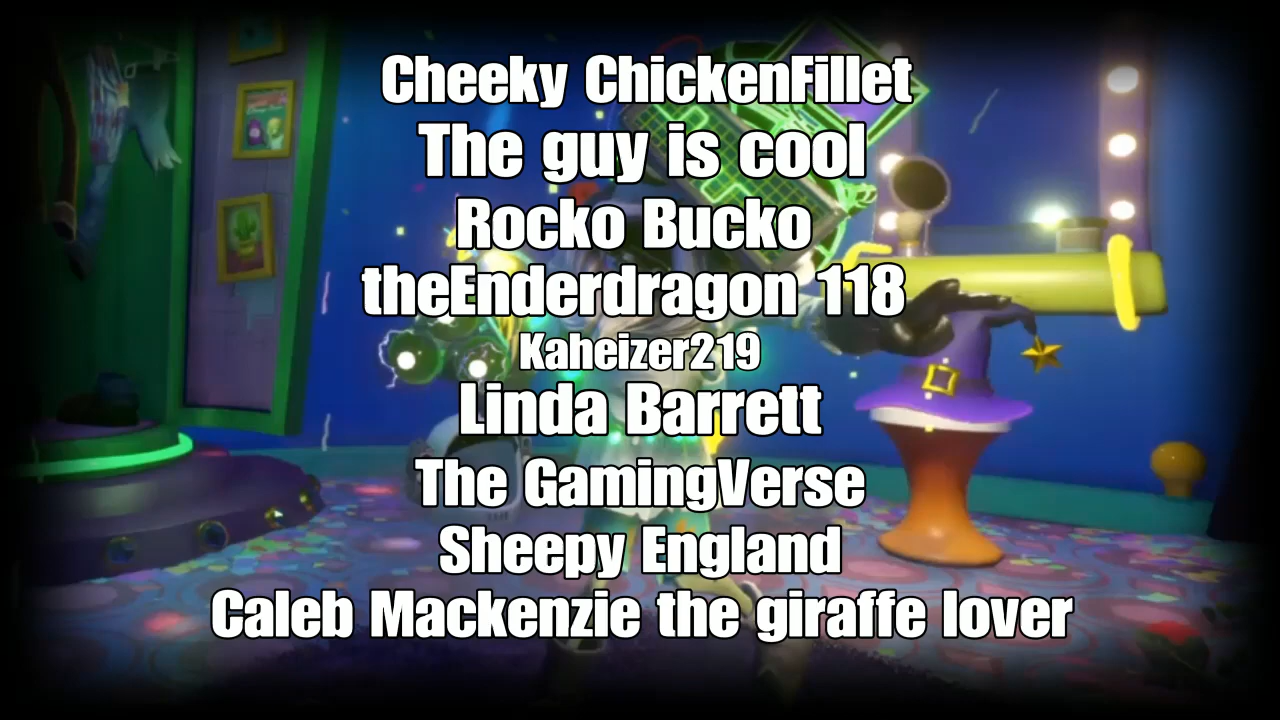 Cheeky ChickenFillet
The guy is cool
Rocko Bucko
theEnderdragon 118
Kaheizer219
Linda Barrett
The GamingVerse
Sheepy England
Caleb Mackenzie the giraffe lover